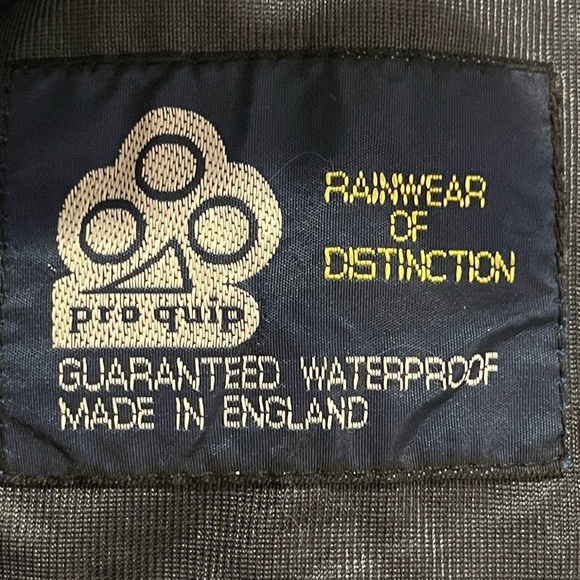 pro quip
RAINWEAR
OF
DISTINCTION
GUARANTEED WATERPROOF
MADE IN ENGLAND